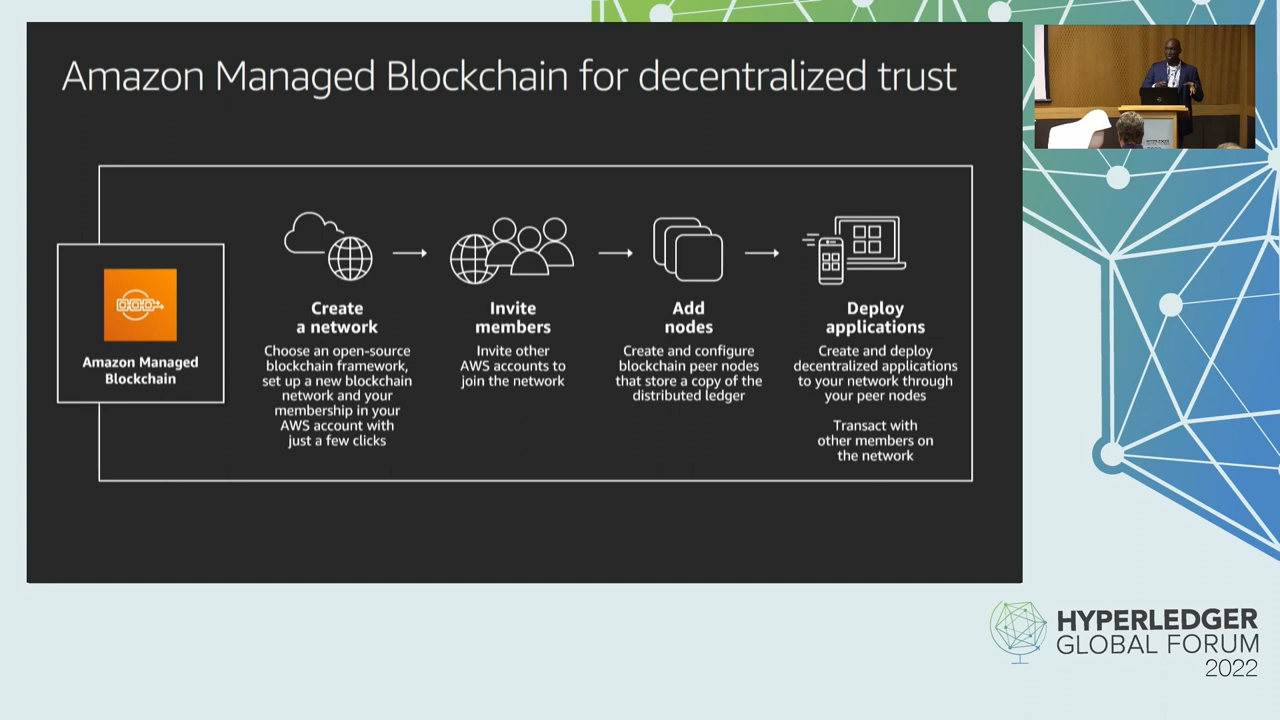 Amazon Managed Blockchain for decentralized trust
Amazon Managed
Blockchain
Create
a network
Choose an open-source
blockchain framework,
set up a new blockchain
network and your
membership in your
AWS account with
just a few clicks
Invite
members
Invite other
AWS accounts to
join the network
Add
nodes
Create and configure
blockchain peer nodes
that store a copy of the
distributed ledger
Deploy
applications
Create and deploy
decentralized applications
to your network through
your peer nodes
Transact with
other members on
the network
HYPERLEDGER
GLOBAL FORUM
2022